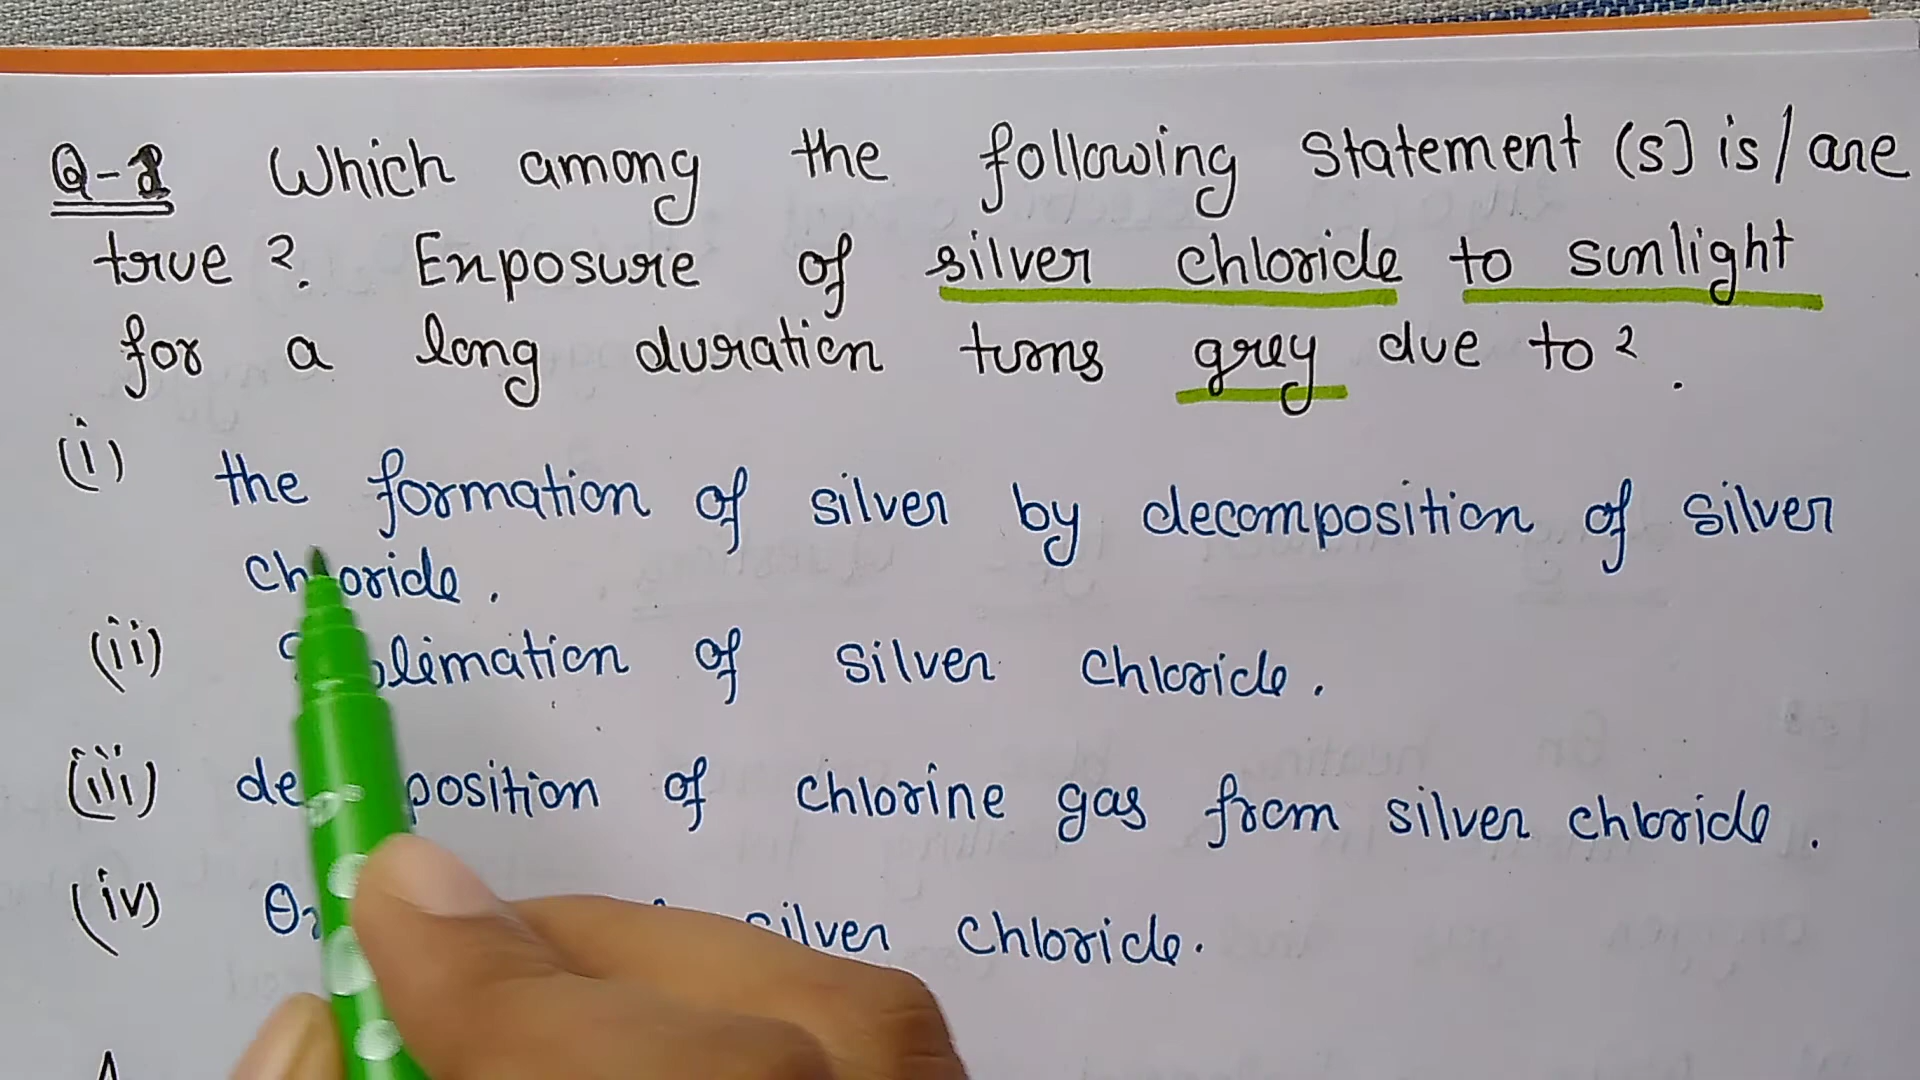 Q-2 Which among the following statement (s) is/are
true ?. Exposure of silver chloride to sunlight
for a long duration turns grey due to ?.
(i) the formation of silver by decomposition of silver
chloride.
(ii) of silver chloride.
(iii) of chlorine gas from silver chloride.
(iv) silver chloride.